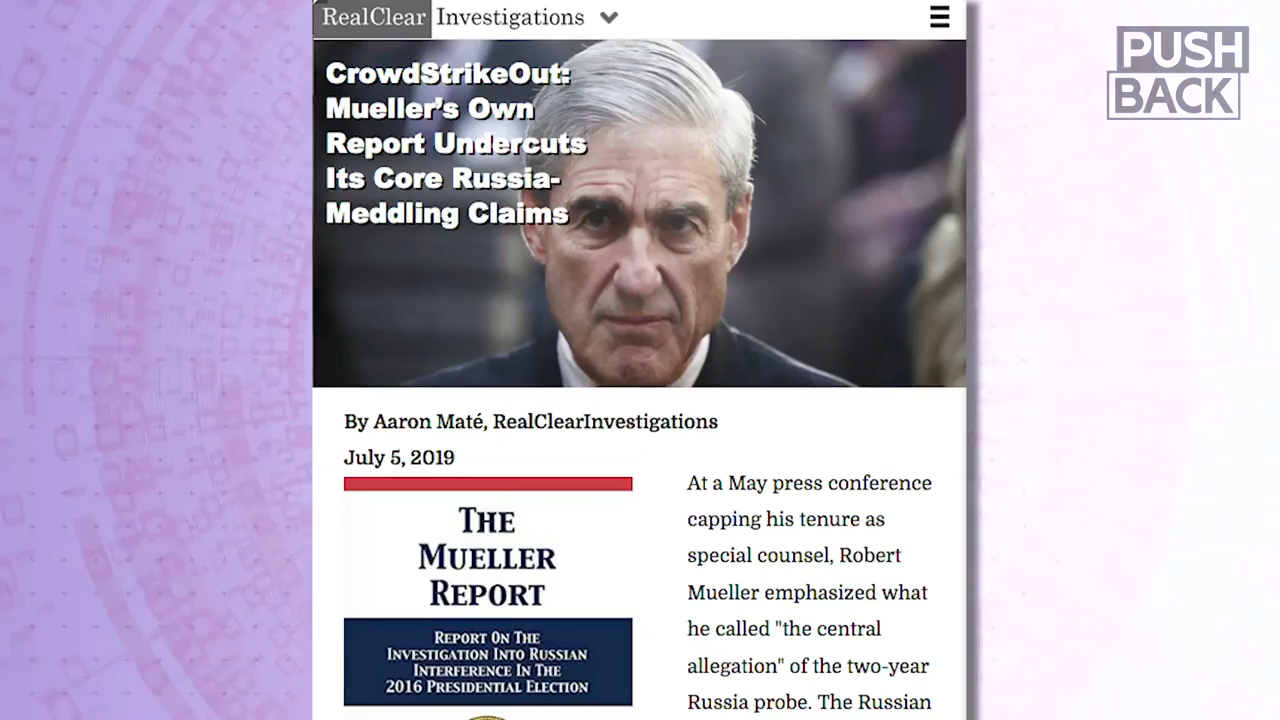 RealClear Investigations
PUSH
BACK
CrowdStrikeOut:
Mueller’s Own
Report Undercuts
Its Core Russia-
Meddling Claims
By Aaron Maté, RealClearInvestigations
July 5, 2019
THE
MUELLER
REPORT
REPORT ON THE
INVESTIGATION INTO RUSSIAN
INTERFERENCE IN THE
2016 PRESIDENTIAL ELECTION
At a May press conference
capping his tenure as
special counsel, Robert
Mueller emphasized what
he called "the central
allegation" of the two-year
Russia probe. The Russian